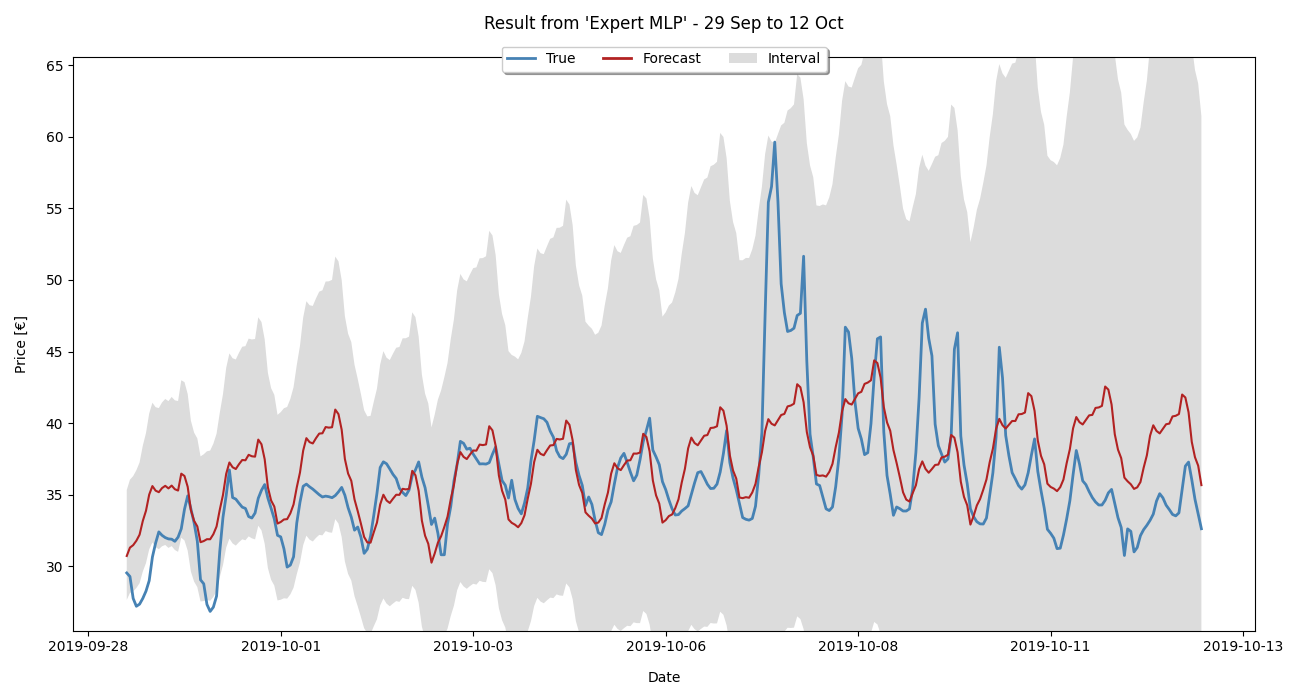 Result from 'Expert MLP' - 29 Sep to 12 Oct
True Forecast Interval
65
60
55
50
45
40
35
30
Price [€]
2019-09-28 2019-10-01 2019-10-03 2019-10-06 2019-10-08 2019-10-11 2019-10-13
Date